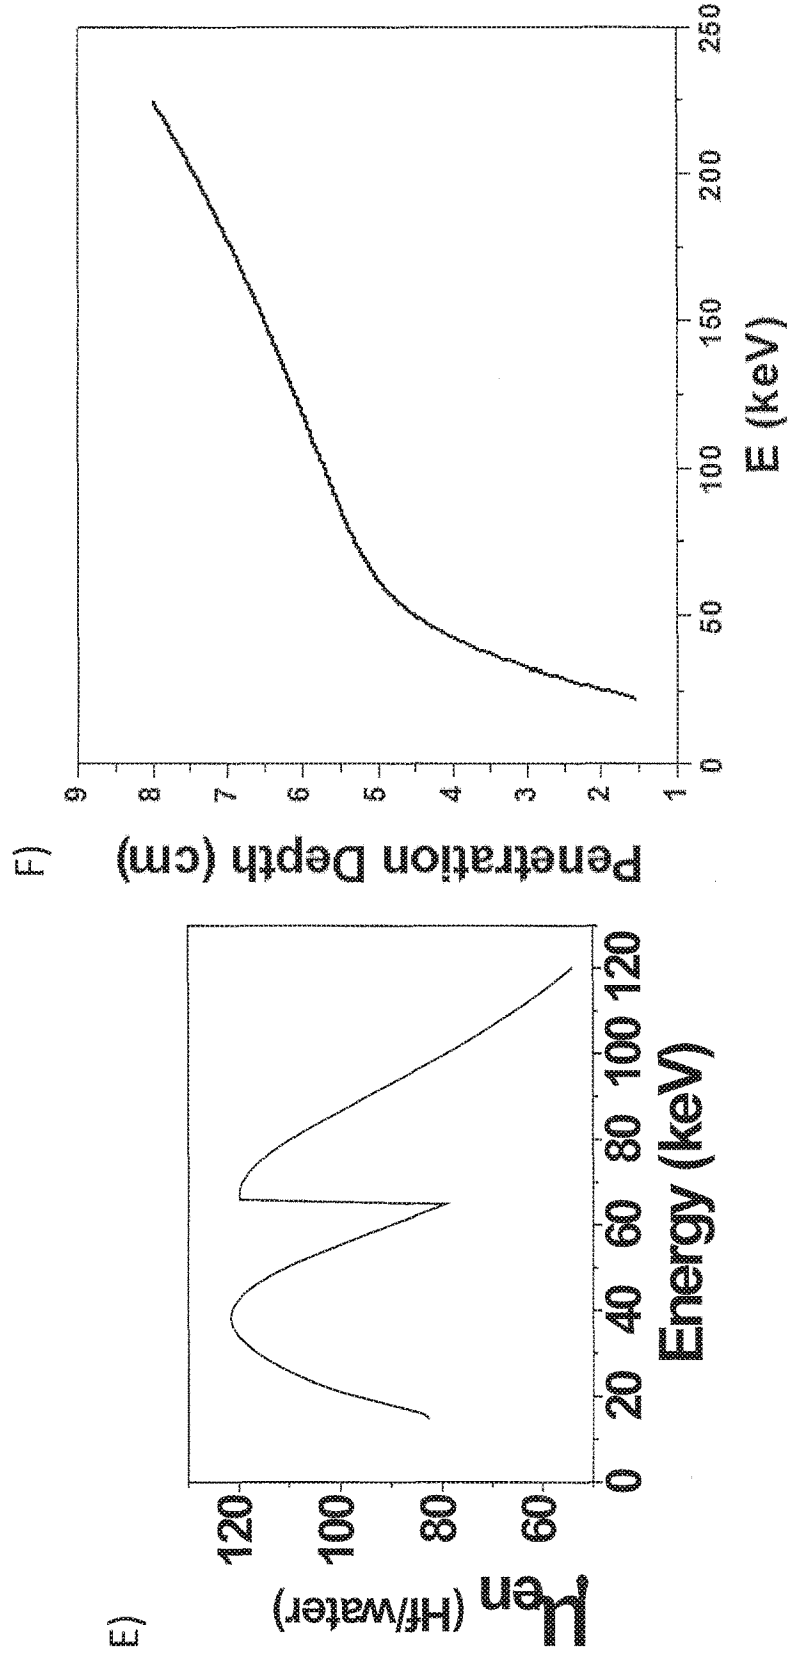 E)
μen (Hf/water)
120
100
80
60
0 20 40 60 80 100 120
Energy (keV)
F)
Penetration Depth (cm)
9
8
7
6
5
4
3
2
1
0 50 100 150 200 250
E (keV)